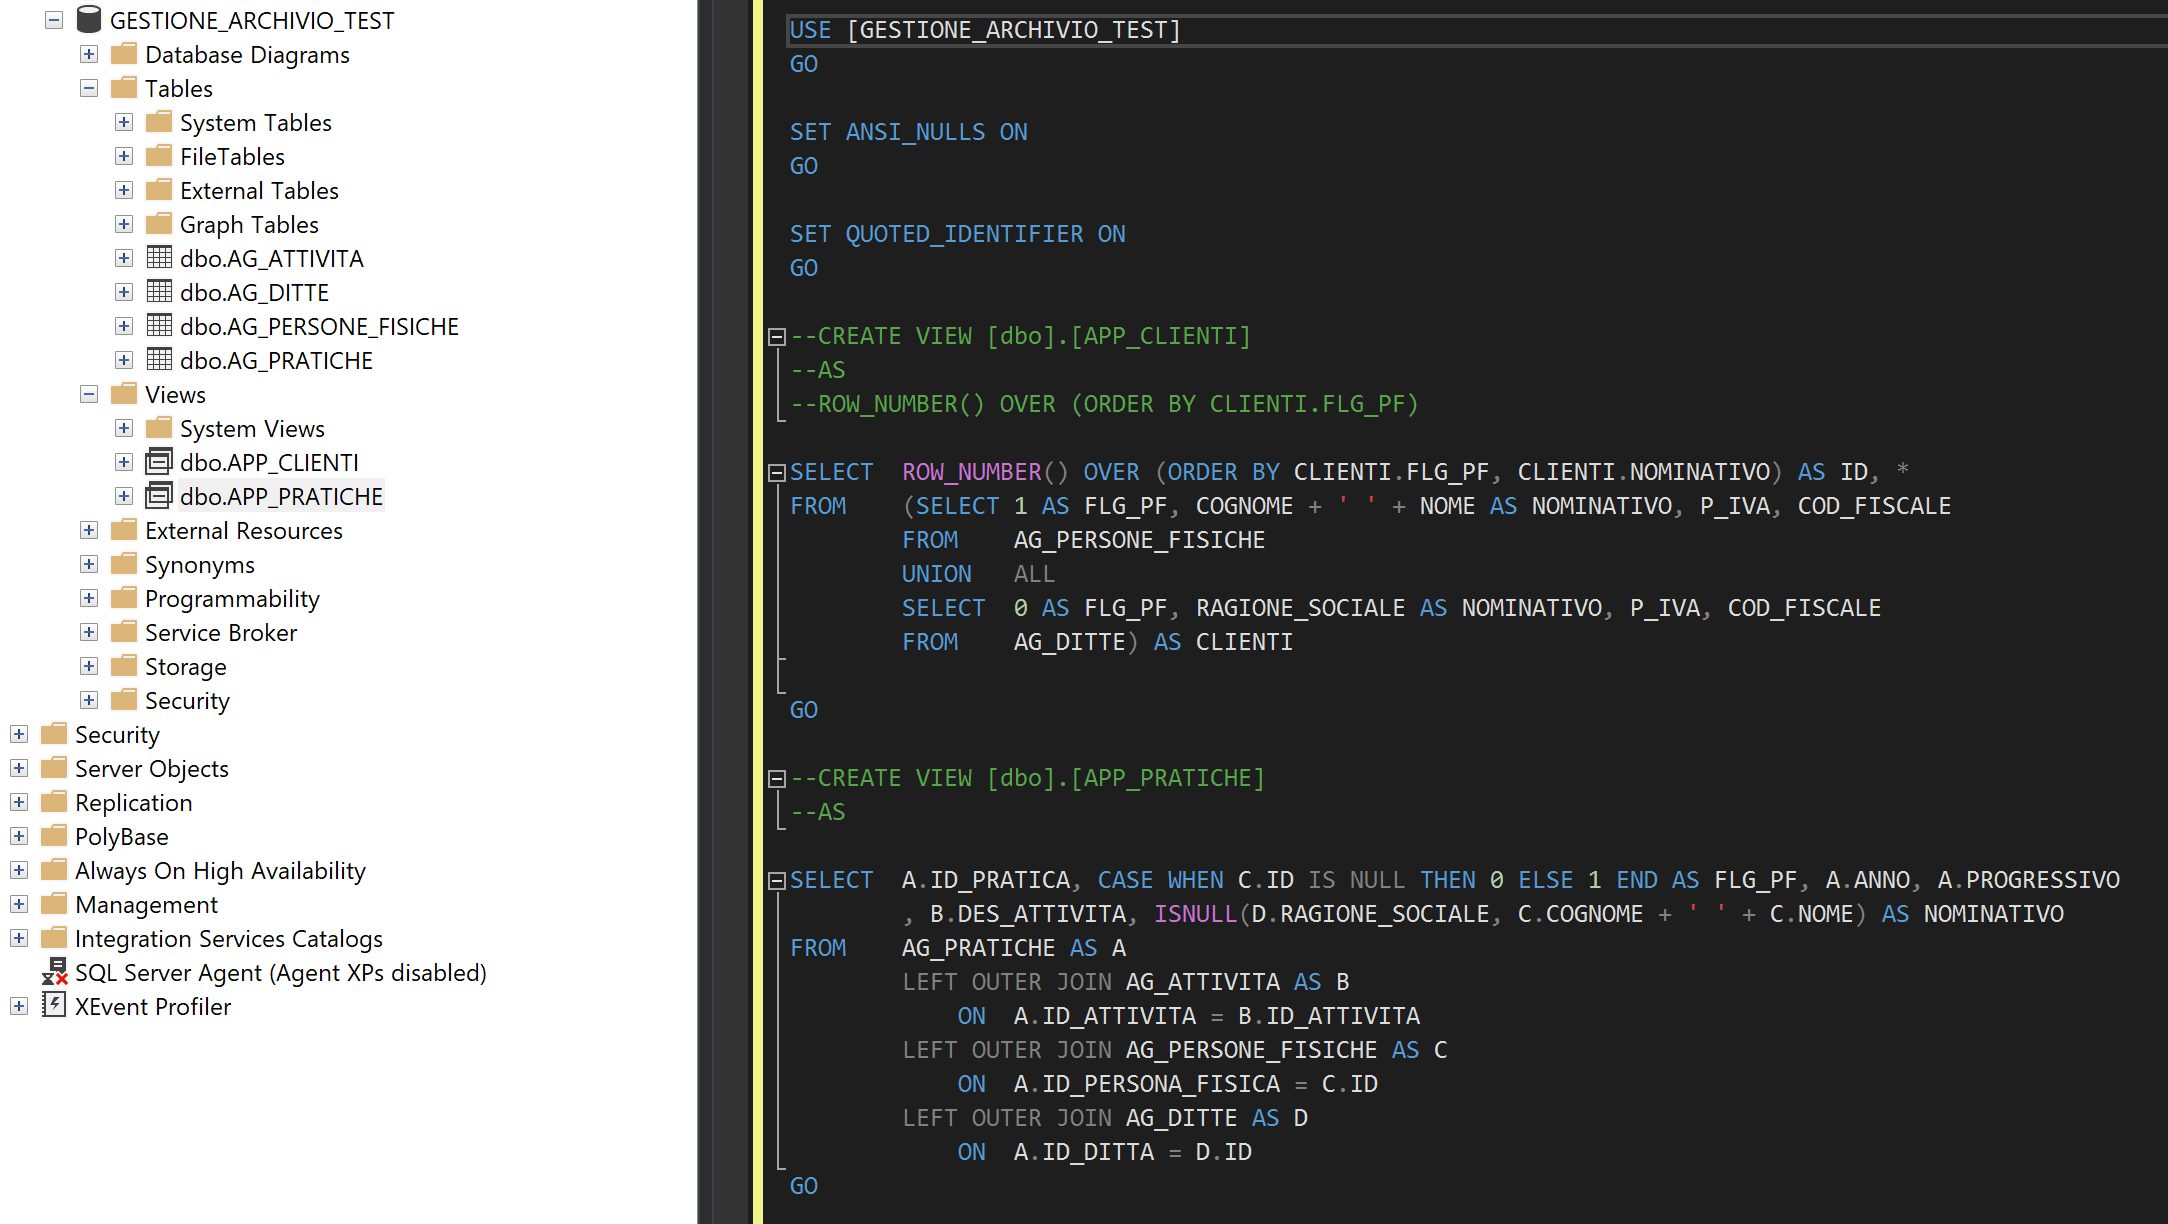 GESTIONE_ARCHIVIO_TEST
Database Diagrams
Tables
System Tables
FileTables
External Tables
Graph Tables
dbo.AG_ATTIVITA
dbo.AG_DITTE
dbo.AG_PERSONE_FISICHE
dbo.AG_PRATICHE
Views
System Views
dbo.APP_CLIENTI
dbo.APP_PRATICHE
External Resources
Synonyms
Programmability
Service Broker
Storage
Security
Security
Server Objects
Replication
PolyBase
Always On High Availability
Management
Integration Services Catalogs
SQL Server Agent (Agent XPs disabled)
XEvent Profiler
USE [GESTIONE_ARCHIVIO_TEST]
GO
SET ANSI_NULLS ON
GO
SET QUOTED_IDENTIFIER ON
GO
--CREATE VIEW [dbo].[APP_CLIENTI]
--AS
--ROW_NUMBER() OVER (ORDER BY CLIENTI.FLG_PF)
SELECT  ROW_NUMBER() OVER (ORDER BY CLIENTI.FLG_PF, CLIENTI.NOMINATIVO) AS ID, *
FROM    (SELECT 1 AS FLG_PF, COGNOME + ' ' + NOME AS NOMINATIVO, P_IVA, COD_FISCALE
        FROM    AG_PERSONE_FISICHE
        UNION   ALL
        SELECT  0 AS FLG_PF, RAGIONE_SOCIALE AS NOMINATIVO, P_IVA, COD_FISCALE
        FROM    AG_DITTE) AS CLIENTI
GO
--CREATE VIEW [dbo].[APP_PRATICHE]
--AS
SELECT  A.ID_PRATICA, CASE WHEN C.ID IS NULL THEN 0 ELSE 1 END AS FLG_PF, A.ANNO, A.PROGRESSIVO
        , B.DES_ATTIVITA, ISNULL(D.RAGIONE_SOCIALE, C.COGNOME + ' ' + C.NOME) AS NOMINATIVO
FROM    AG_PRATICHE AS A
        LEFT OUTER JOIN AG_ATTIVITA AS B
            ON  A.ID_ATTIVITA = B.ID_ATTIVITA
        LEFT OUTER JOIN AG_PERSONE_FISICHE AS C
            ON  A.ID_PERSONA_FISICA = C.ID
        LEFT OUTER JOIN AG_DITTE AS D
            ON  A.ID_DITTA = D.ID
GO